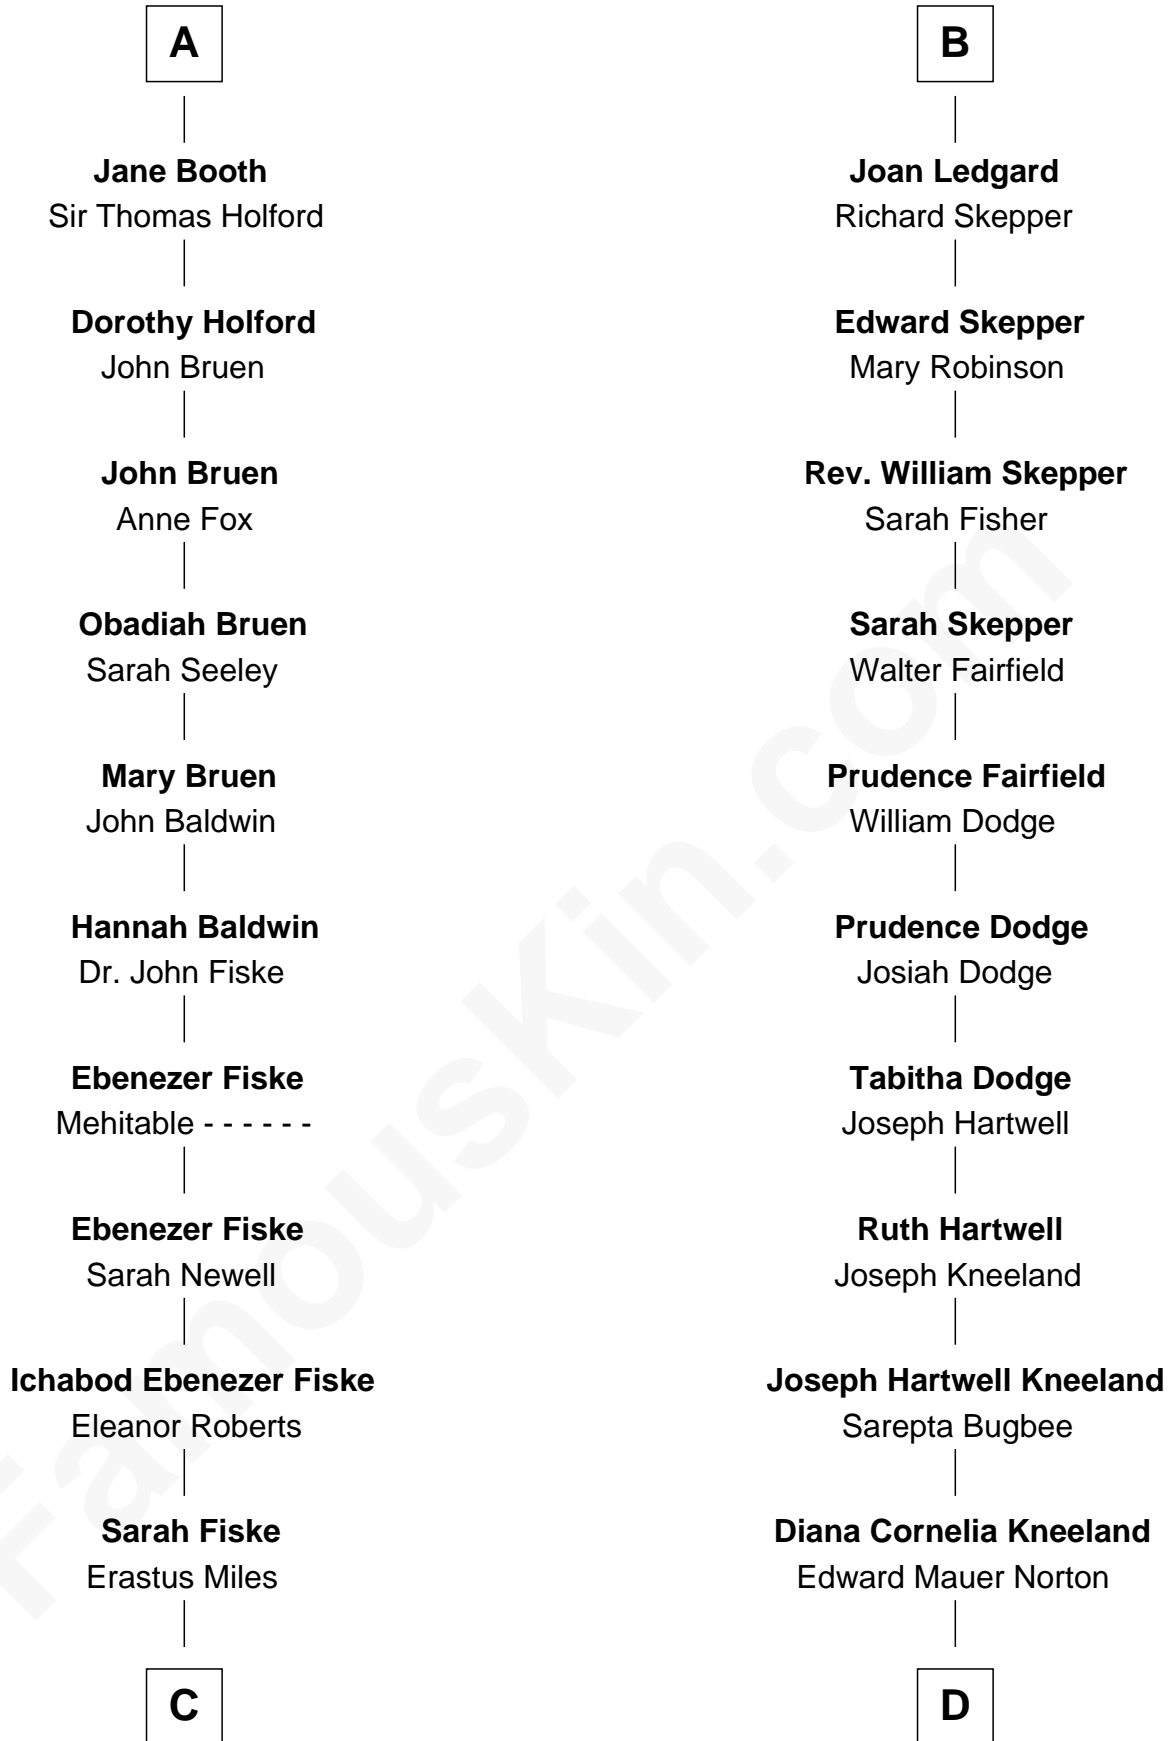 A
Jane Booth
Sir Thomas Holford
Dorothy Holford
John Bruen
John Bruen
Anne Fox
Obadiah Bruen
Sarah Seeley
Mary Bruen
John Baldwin
Hannah Baldwin
Dr. John Fiske
Ebenezer Fiske
Mehitable - - - - - -
Ebenezer Fiske
Sarah Newell
Ichabod Ebenezer Fiske
Eleanor Roberts
Sarah Fiske
Erastus Miles
C
B
Joan Ledgard
Richard Skepper
Edward Skepper
Mary Robinson
Rev. William Skepper
Sarah Fisher
Sarah Skepper
Walter Fairfield
Prudence Fairfield
William Dodge
Prudence Dodge
Josiah Dodge
Tabitha Dodge
Joseph Hartwell
Ruth Hartwell
Joseph Kneeland
Joseph Hartwell Kneeland
Sarepta Bugbee
Diana Cornelia Kneeland
Edward Mauer Norton
D
FamousKin.com